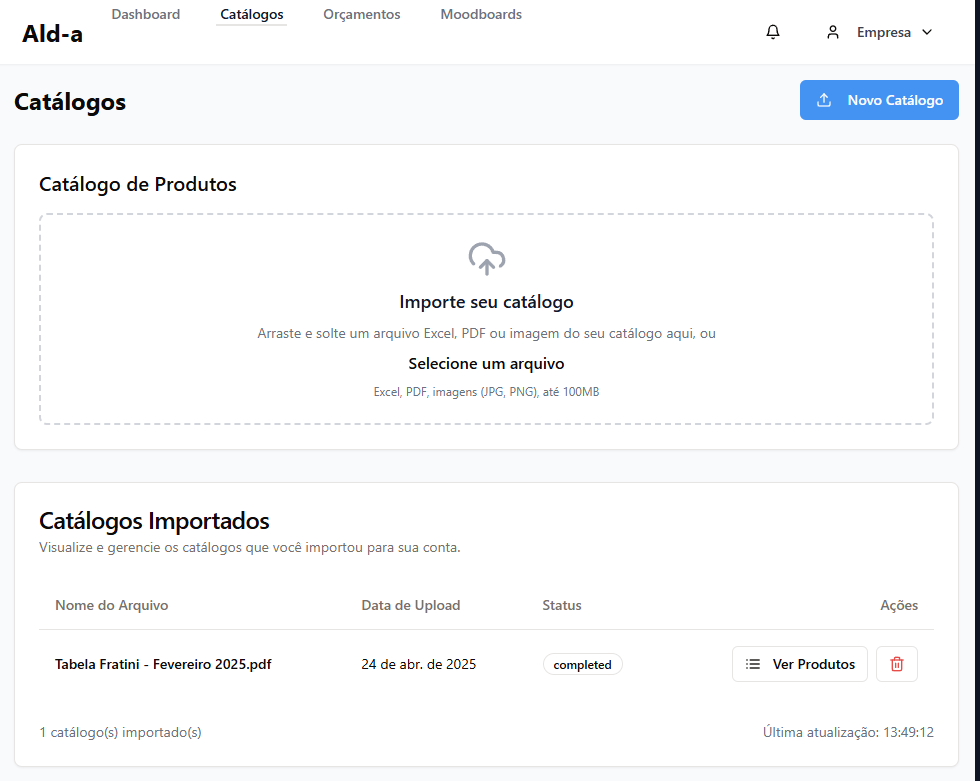 Ald-a
Dashboard
Catálogos
Orçamentos
Moodboards
Empresa
Catálogos
Novo Catálogo
Catálogo de Produtos
Importe seu catálogo
Arraste e solte um arquivo Excel, PDF ou imagem do seu catálogo aqui, ou
Selecione um arquivo
Excel, PDF, imagens (JPG, PNG), até 100MB
Catálogos Importados
Visualize e gerencie os catálogos que você importou para sua conta.
Nome do Arquivo Data de Upload Status Ações
Tabela Fratini - Fevereiro 2025.pdf 24 de abr. de 2025 completed Ver Produtos
1 catálogo(s) importado(s) Última atualização: 13:49:12